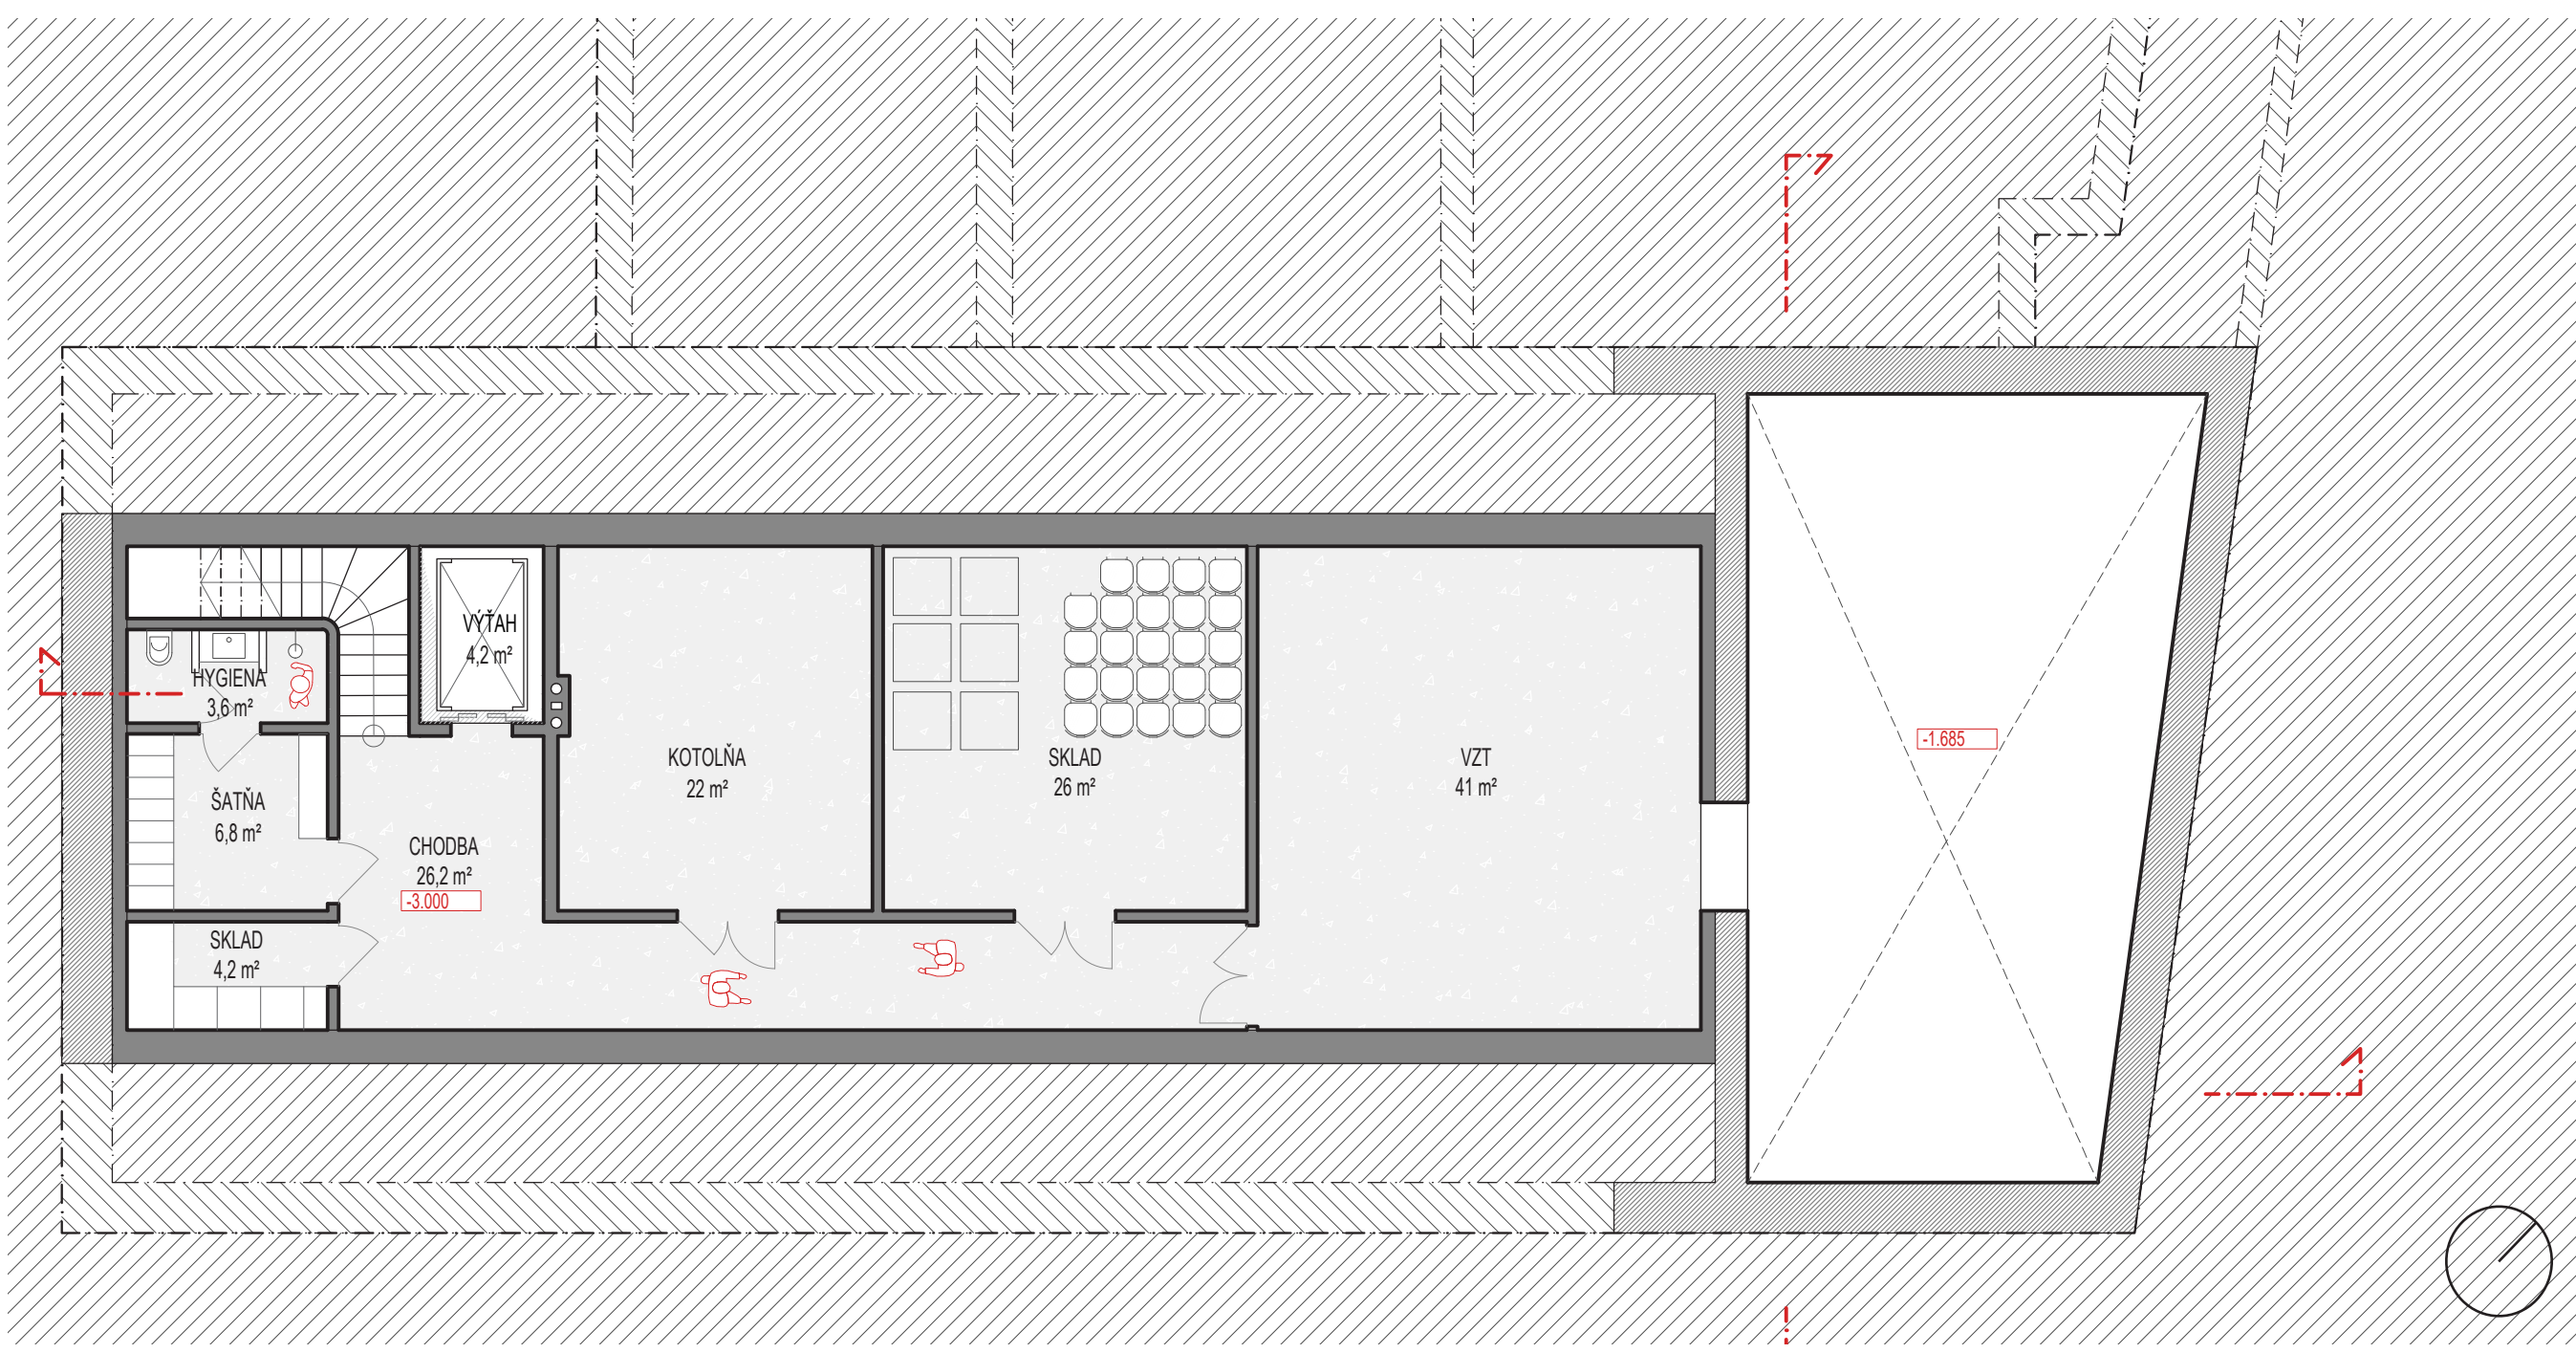 VÝŤAH
4,2 m²
HYGIENA
3,6 m²
KOTOLŇA
22 m²
SKLAD
26 m²
VZT
41 m²
-1.685
ŠATŇA
6,8 m²
CHODBA
26,2 m²
-3.000
SKLAD
4,2 m²